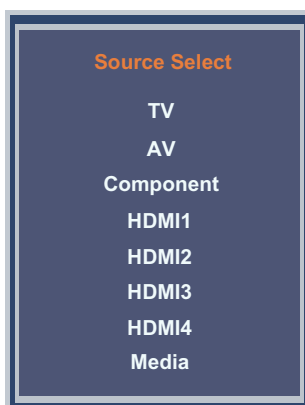 Source Select
TV
AV
Component
HDMI1
HDMI2
HDMI3
HDMI4
Media